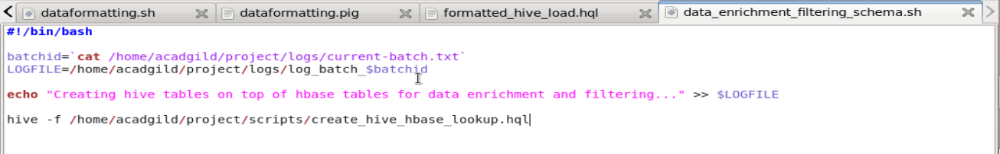 dataformatting.sh dataformatting.pig formatted_hive_load.hql data_enrichment_filtering_schema.sh
#!/bin/bash
batchid=`cat /home/acadgild/project/logs/current-batch.txt`
LOGFILE=/home/acadgild/project/logs/log_batch_$batchid
echo "Creating hive tables on top of hbase tables for data enrichment and filtering..." >> $LOGFILE
hive -f /home/acadgild/project/scripts/create_hive_hbase_lookup.hql